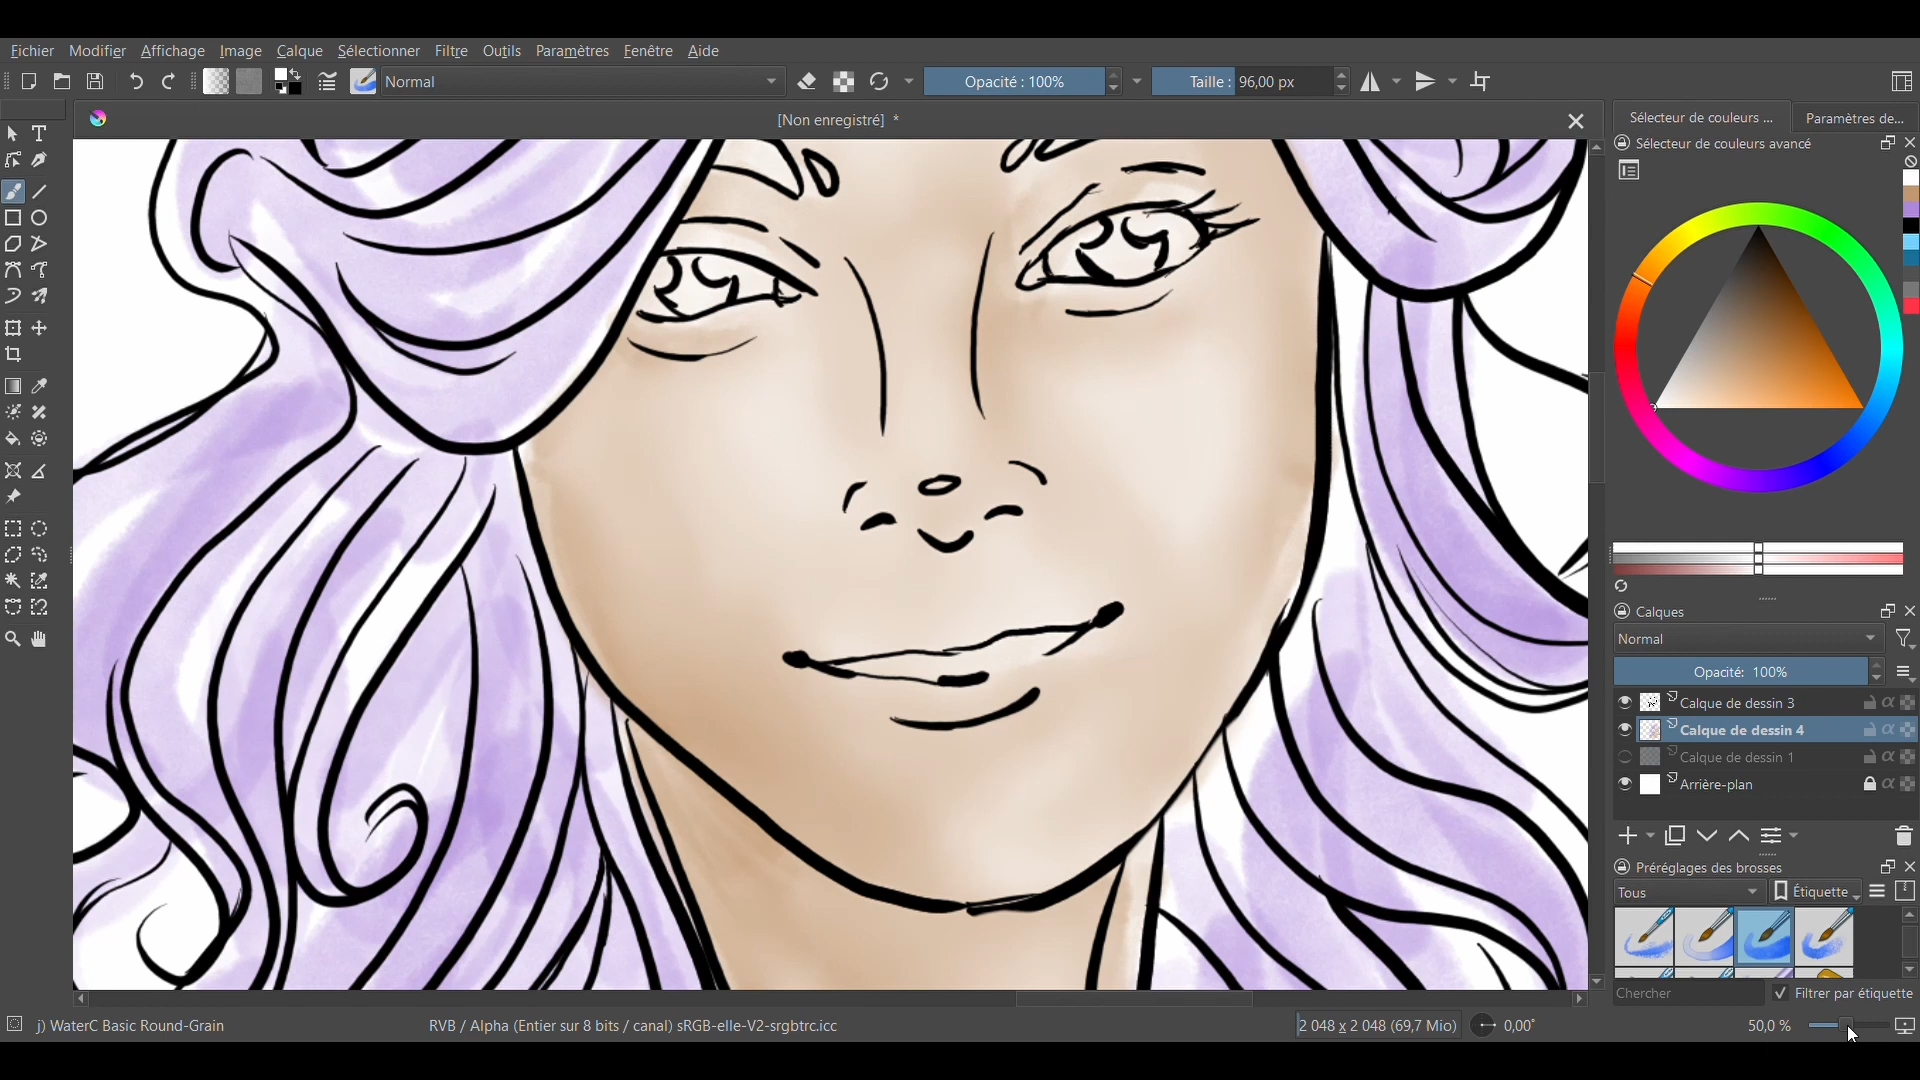 Fichier Modifier Affichage Image Calque Sélectionner Filtre Outils Paramètres Fenêtre Aide
Normal Opacité : 100% Taille : 96,00 px
[Non enregistré] *
Sélecteur de couleurs ... Paramètres de...
Sélecteur de couleurs avancé
Calques
Normal
Opacité: 100%
Calque de dessin 3
Calque de dessin 4
Calque de dessin 1
Arrière-plan
Préréglages des brosses
Tous Étiquette
Chercher Filtrer par étiquette
j) WaterC Basic Round-Grain RVB / Alpha (Entier sur 8 bits / canal) sRGB-elle-V2-srgbtrc.icc 2 048 x 2 048 (69,7 Mio) 0,00° 50,0 %